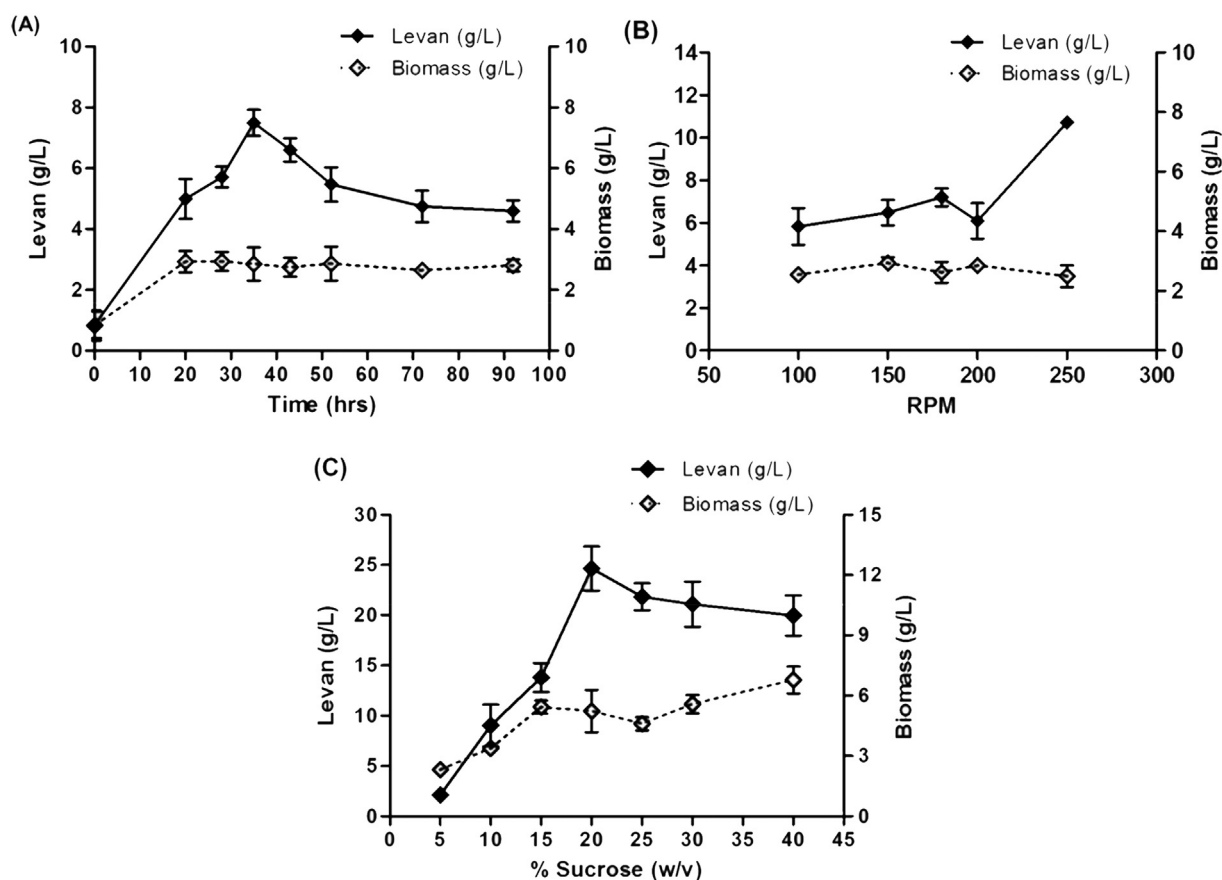 (A)
Levan (g/L)
Biomass (g/L)
10
8
6
4
2
0
Levan (g/L)
10
8
6
4
2
0
Biomass (g/L)
0 10 20 30 40 50 60 70 80 90 100
Time (hrs)
(B)
Levan (g/L)
Biomass (g/L)
14
12
10
8
6
4
2
0
Levan (g/L)
10
8
6
4
2
0
Biomass (g/L)
50 100 150 200 250 300
RPM
(C)
Levan (g/L)
Biomass (g/L)
30
25
20
15
10
5
0
Levan (g/L)
15
12
9
6
3
0
Biomass (g/L)
0 5 10 15 20 25 30 35 40 45
% Sucrose (w/v)